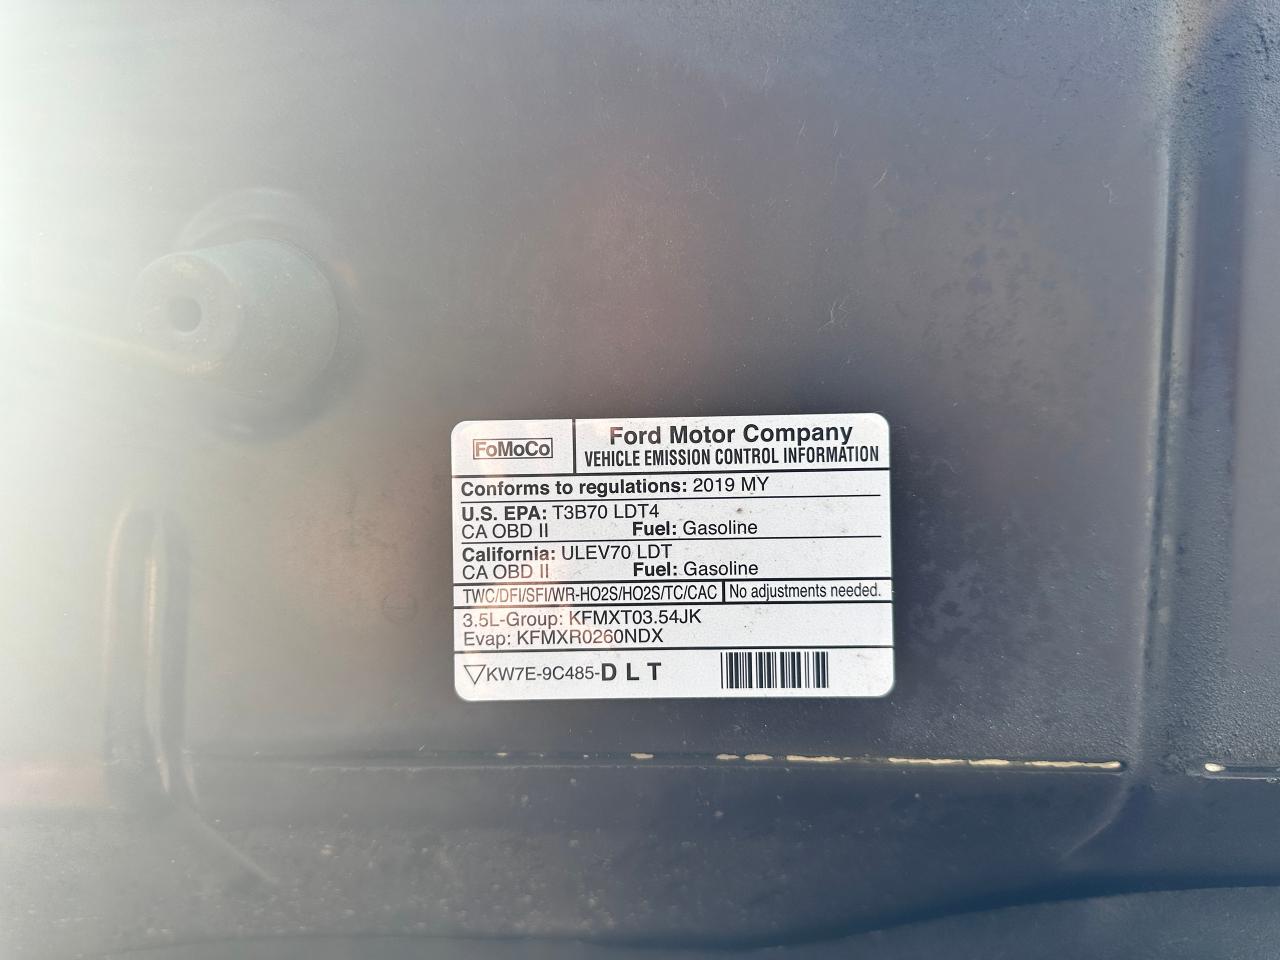 FoMoCo
Ford Motor Company
VEHICLE EMISSION CONTROL INFORMATION
Conforms to regulations: 2019 MY
U.S. EPA: T3B70 LDT4
CA OBD II Fuel: Gasoline
California: ULEV70 LDT
CA OBD II Fuel: Gasoline
TWC/DFI/SFI/WR-HO2S/HO2S/TC/CAC No adjustments needed.
3.5L-Group: KFMXT03.54JK
Evap: KFMXR0260NDX
▽KW7E-9C485-D L T